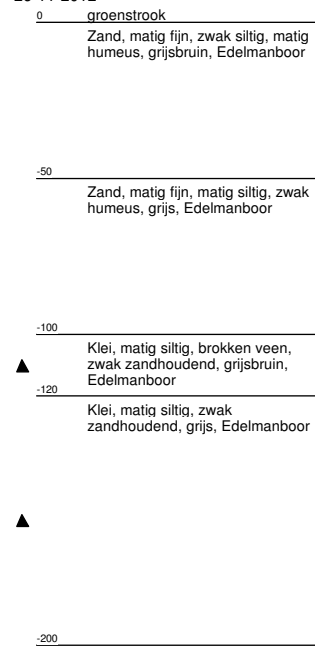 0 groenstrook
Zand, matig fijn, zwak siltig, matig
humeus, grijsbruin, Edelmanboor
-50
Zand, matig fijn, matig siltig, zwak
humeus, grijs, Edelmanboor
-100
Klei, matig siltig, brokken veen,
zwak zandhoudend, grijsbruin,
Edelmanboor
-120
Klei, matig siltig, zwak
zandhoudend, grijs, Edelmanboor
-200